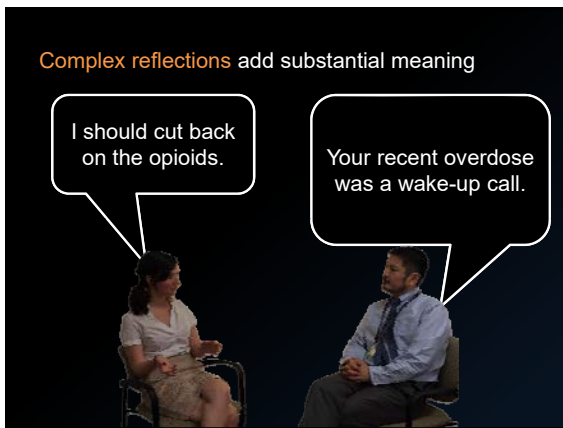 Complex reflections add substantial meaning
I should cut back
on the opioids.
Your recent overdose
was a wake-up call.